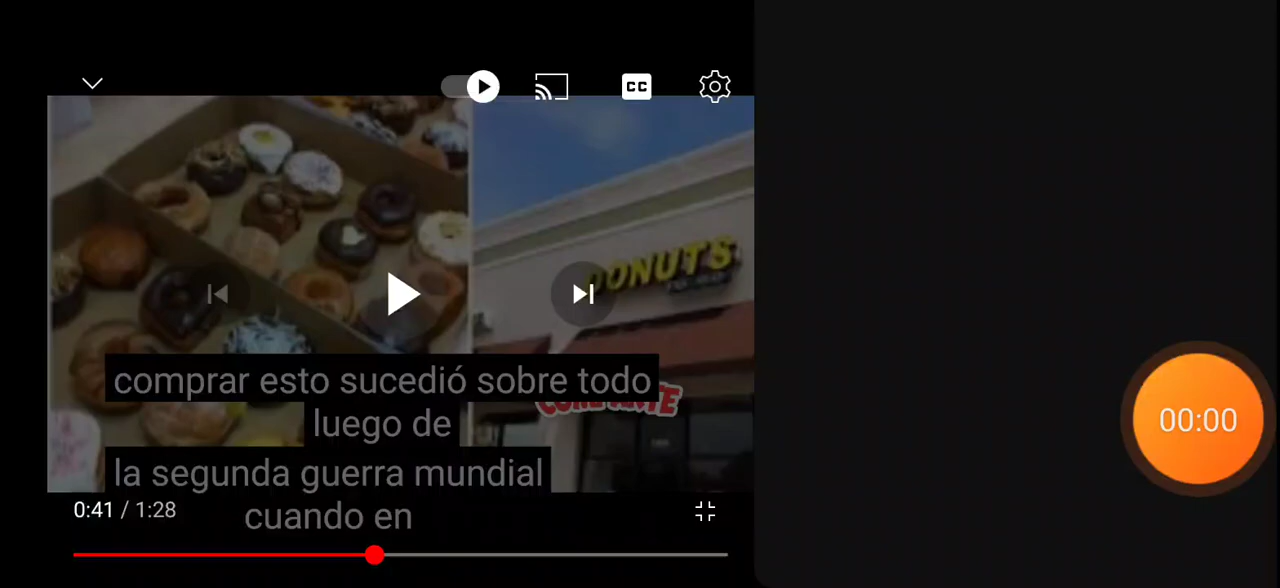 CC
DONUTS
comprar esto sucedió sobre todo
luego de
la segunda guerra mundial
cuando en
0:41 / 1:28
00:00